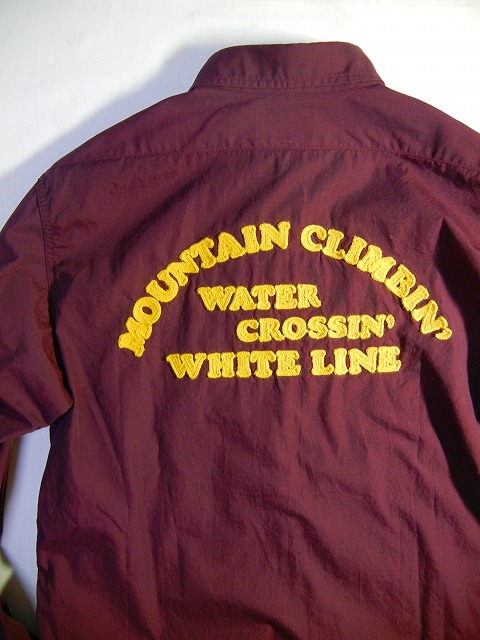 MOUNTAIN CLIMBIN'
WATER
CROSSIN'
WHITE LINE